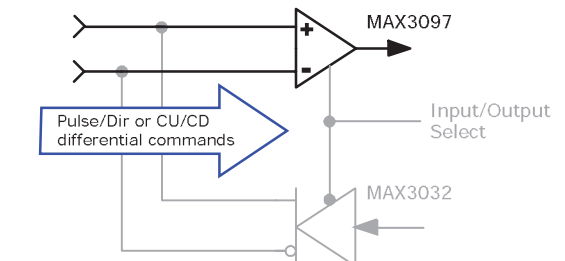 MAX3097
+
-
Pulse/Dir or CU/CD
differential commands
Input/Output
Select
MAX3032